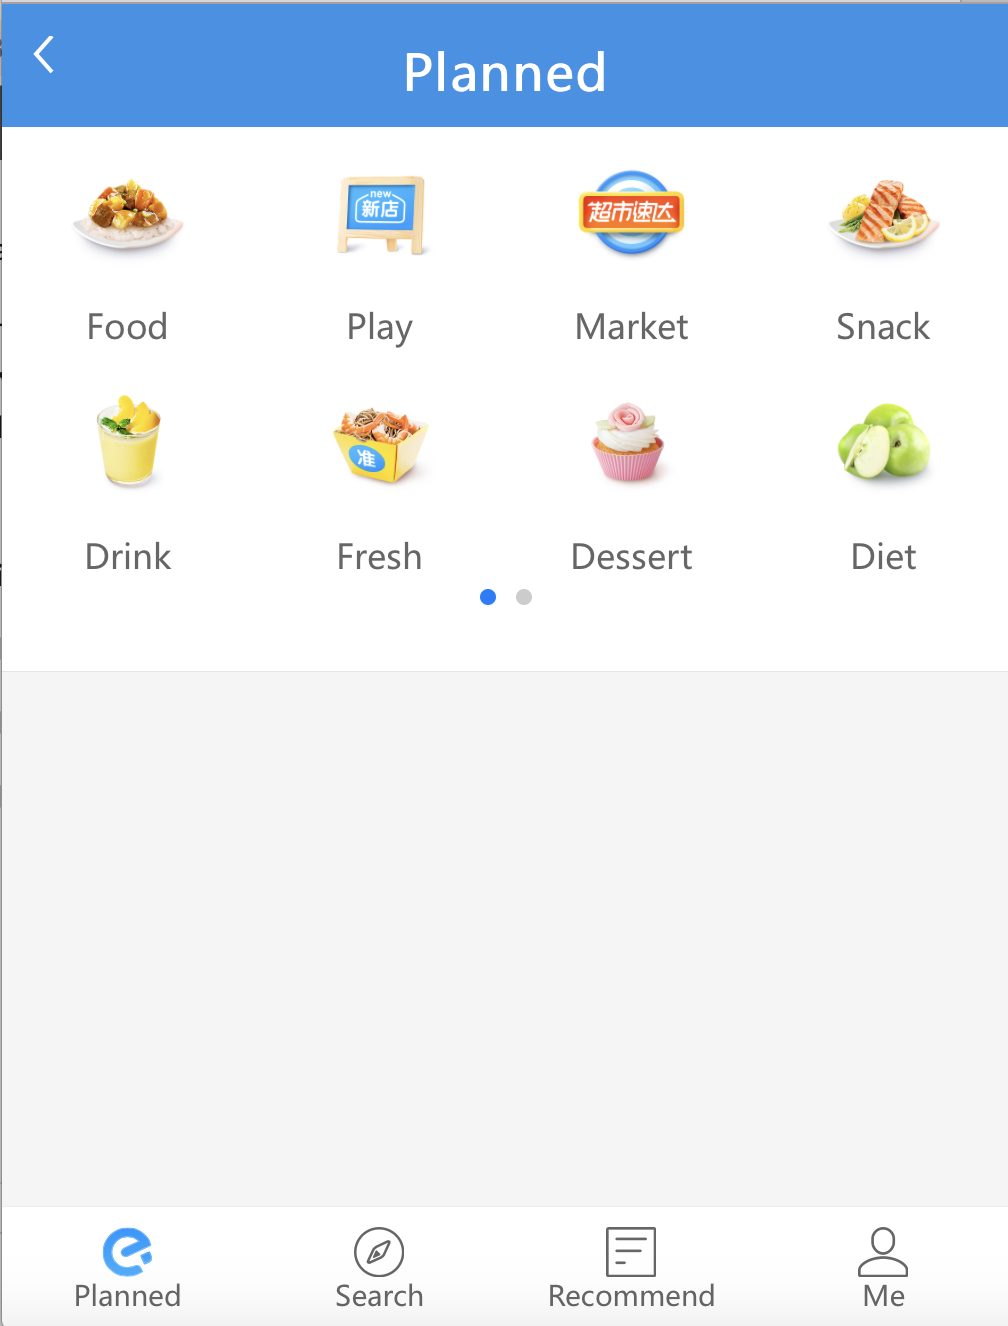 Planned
new
新店
超市速达
Food
Play
Market
Snack
准
Drink
Fresh
Dessert
Diet
Planned
Search
Recommend
Me